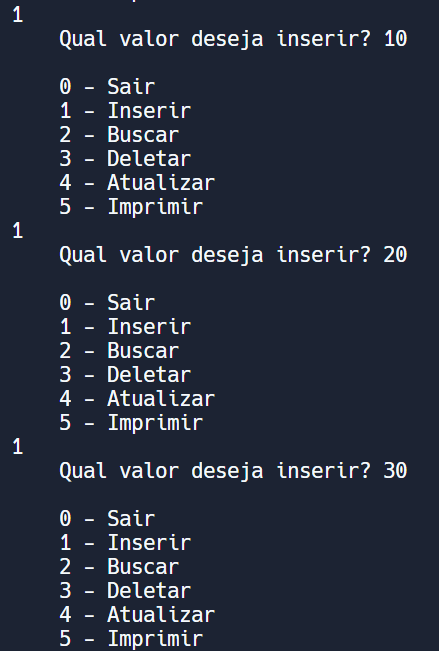 1
Qual valor deseja inserir? 10
0 - Sair
1 - Inserir
2 - Buscar
3 - Deletar
4 - Atualizar
5 - Imprimir
1
Qual valor deseja inserir? 20
0 - Sair
1 - Inserir
2 - Buscar
3 - Deletar
4 - Atualizar
5 - Imprimir
1
Qual valor deseja inserir? 30
0 - Sair
1 - Inserir
2 - Buscar
3 - Deletar
4 - Atualizar
5 - Imprimir